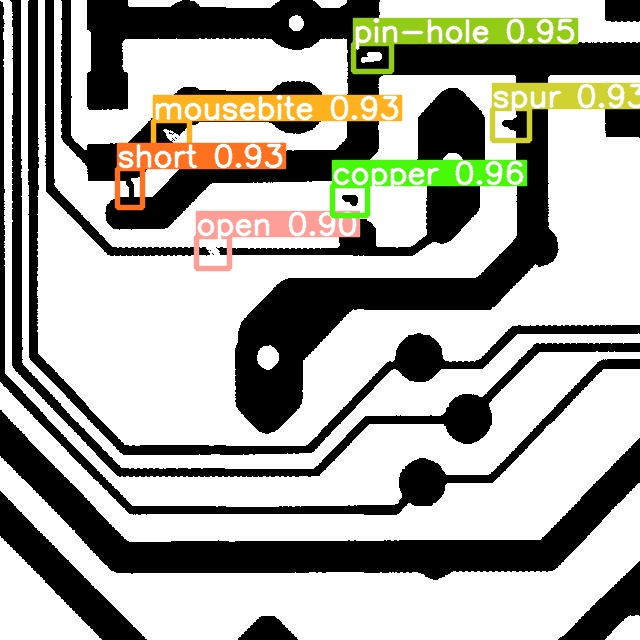 pin-hole 0.95
spur 0.93
mousebite 0.93
short 0.93
copper 0.96
open 0.90